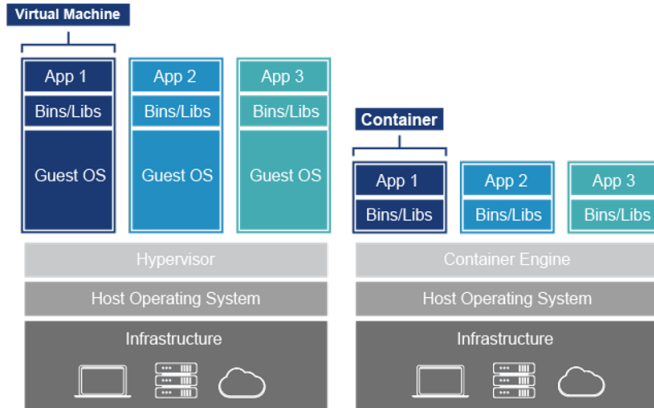 Virtual Machine
App 1
Bins/Libs
Guest OS
App 2
Bins/Libs
Guest OS
App 3
Bins/Libs
Guest OS
Hypervisor
Host Operating System
Infrastructure
Container
App 1
Bins/Libs
App 2
Bins/Libs
App 3
Bins/Libs
Container Engine
Host Operating System
Infrastructure